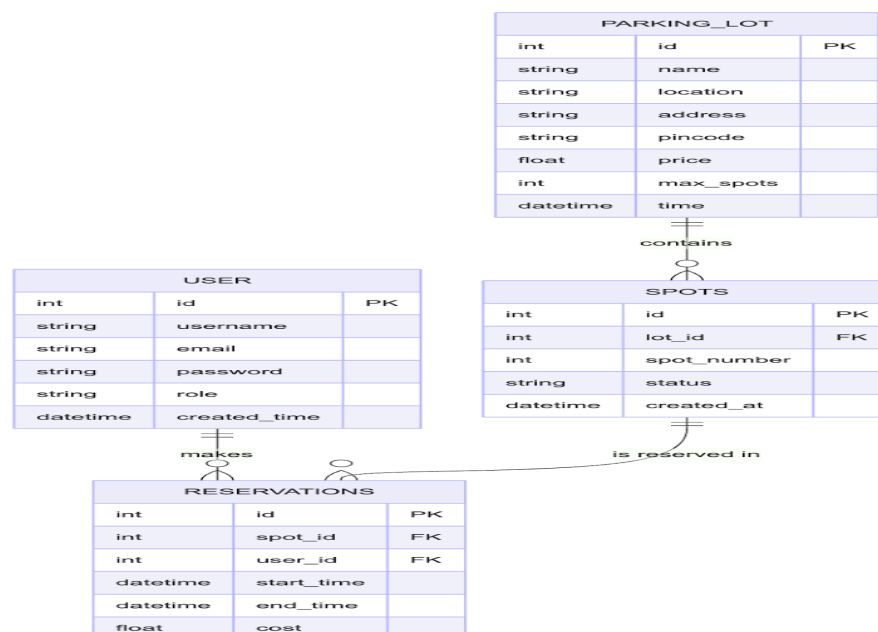 PARKING_LOT
int id PK
string name
string location
string address
string pincode
float price
int max_spots
datetime time
contains
USER
int id PK
string username
string email
string password
string role
datetime created_time
SPOTS
int id PK
int lot_id FK
int spot_number
string status
datetime created_at
makes
is reserved in
RESERVATIONS
int id PK
int spot_id FK
int user_id FK
datetime start_time
datetime end_time
float cost